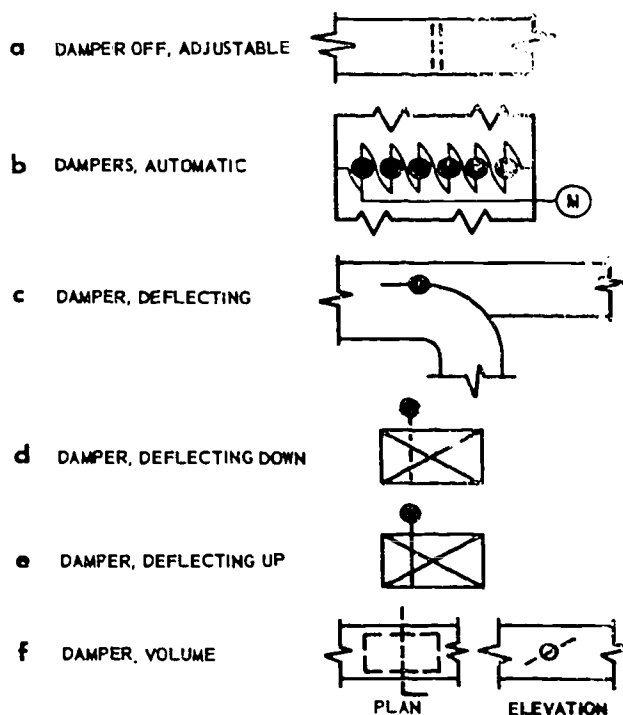 a DAMPER OFF, ADJUSTABLE
b DAMPERS, AUTOMATIC
M
c DAMPER, DEFLECTING
d DAMPER, DEFLECTING DOWN
e DAMPER, DEFLECTING UP
f DAMPER, VOLUME
PLAN ELEVATION